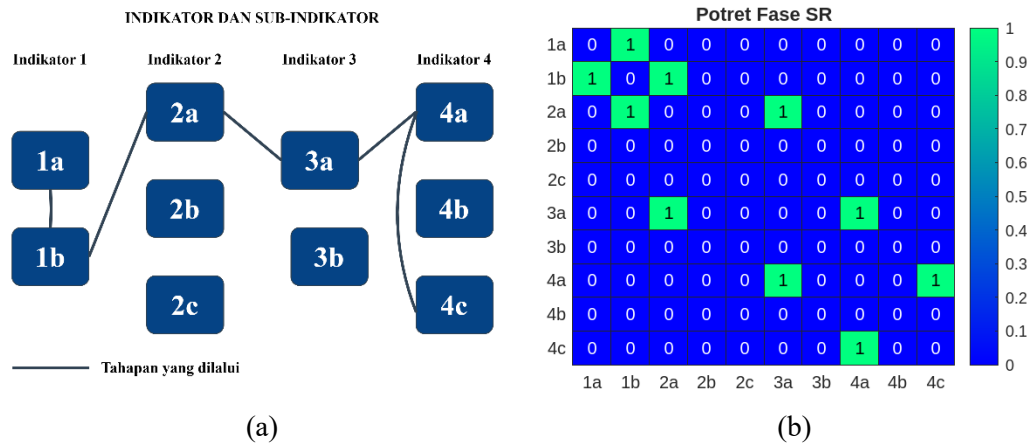 INDIKATOR DAN SUB-INDIKATOR
Indikator 1 Indikator 2 Indikator 3 Indikator 4
2a 4a
1a 3a
2b 4b
1b 3b
2c 4c
Tahapan yang dilalui
(a)
Potret Fase SR
1a 0 1 0 0 0 0 0 0 0 0
1b 1 0 1 0 0 0 0 0 0 0
2a 0 1 0 0 0 1 0 0 0 0
2b 0 0 0 0 0 0 0 0 0 0
2c 0 0 0 0 0 0 0 0 0 0
3a 0 0 1 0 0 0 0 1 0 0
3b 0 0 0 0 0 0 0 0 0 0
4a 0 0 0 0 0 1 0 0 0 1
4b 0 0 0 0 0 0 0 0 0 0
4c 0 0 0 0 0 0 0 1 0 0
1a 1b 2a 2b 2c 3a 3b 4a 4b 4c
1
0.9
0.8
0.7
0.6
0.5
0.4
0.3
0.2
0.1
0
(b)